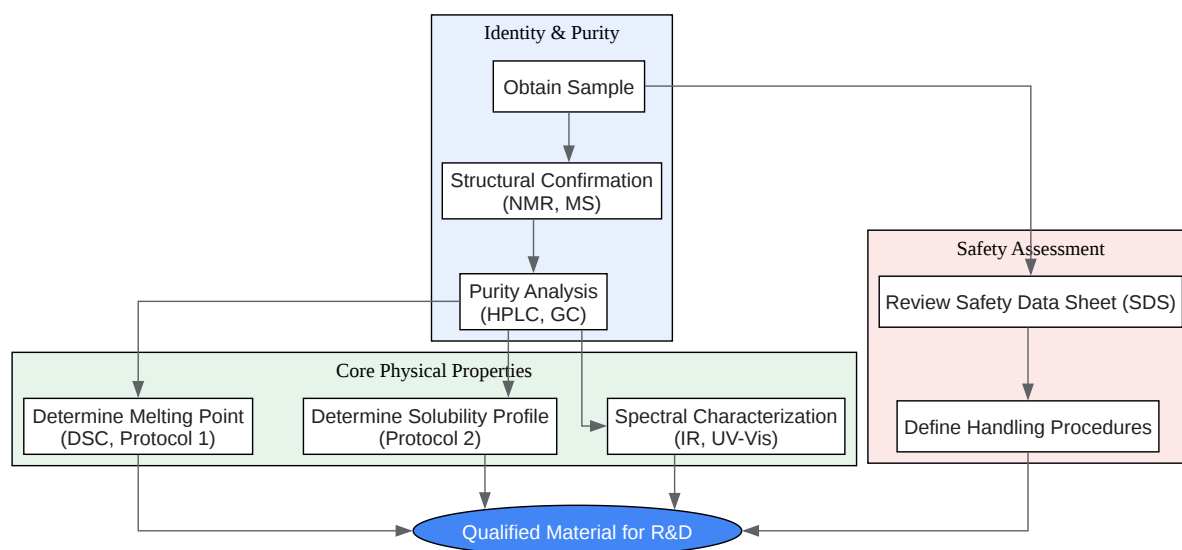 Identity & Purity
Obtain Sample
Structural Confirmation
(NMR, MS)
Purity Analysis
(HPLC, GC)
Safety Assessment
Review Safety Data Sheet (SDS)
Define Handling Procedures
Core Physical Properties
Determine Melting Point
(DSC, Protocol 1)
Determine Solubility Profile
(Protocol 2)
Spectral Characterization
(IR, UV-Vis)
Qualified Material for R&D